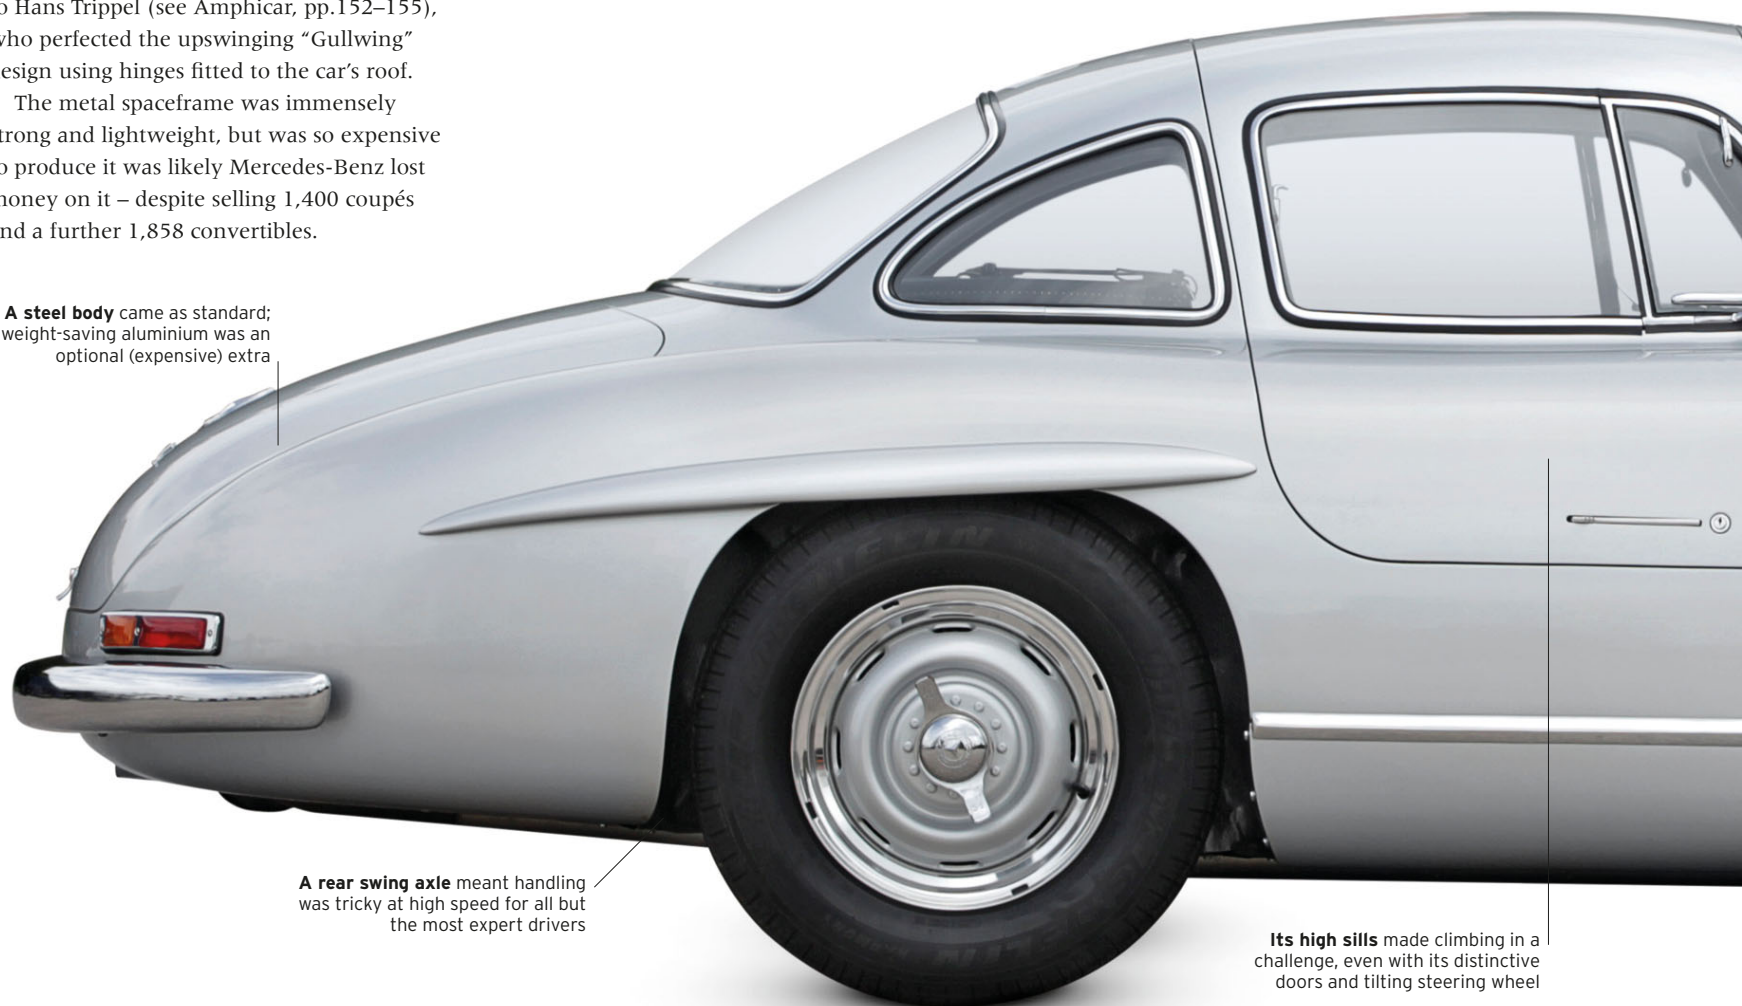 o Hans Trippel (see Amphicar, pp.152–155),
who perfected the upswinging “Gullwing”
esign using hinges fitted to the car’s roof.
The metal spaceframe was immensely
trong and lightweight, but was so expensive
o produce it was likely Mercedes-Benz lost
money on it – despite selling 1,400 coupés
nd a further 1,858 convertibles.
A steel body came as standard;
weight-saving aluminium was an
optional (expensive) extra
A rear swing axle meant handling
was tricky at high speed for all but
the most expert drivers
Its high sills made climbing in a
challenge, even with its distinctive
doors and tilting steering wheel